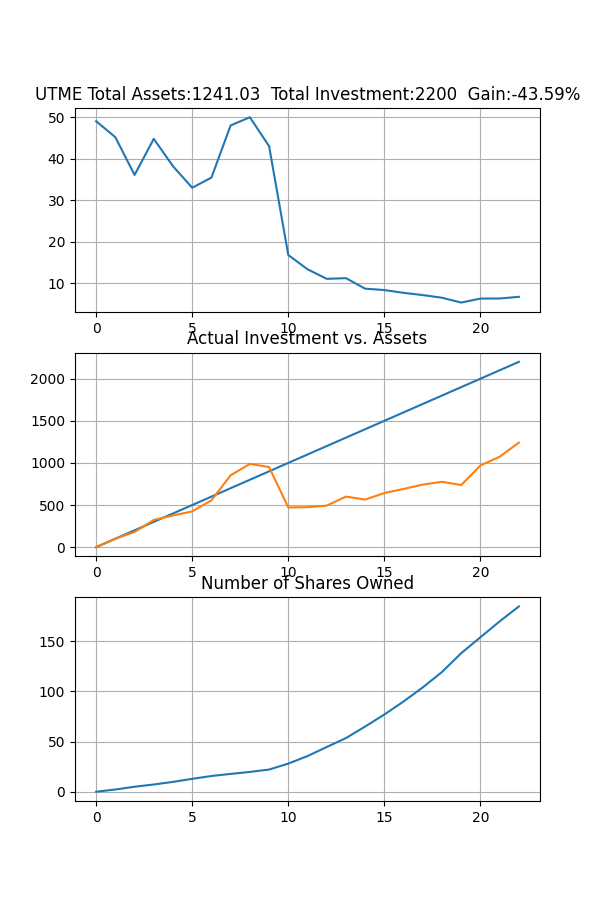 UTME Total Assets:1241.03  Total Investment:2200  Gain:-43.59%
50
40
30
20
10
0 5 10 15 20
Actual Investment vs. Assets
2000
1500
1000
500
0
0 5 10 15 20
Number of Shares Owned
150
100
50
0
0 5 10 15 20